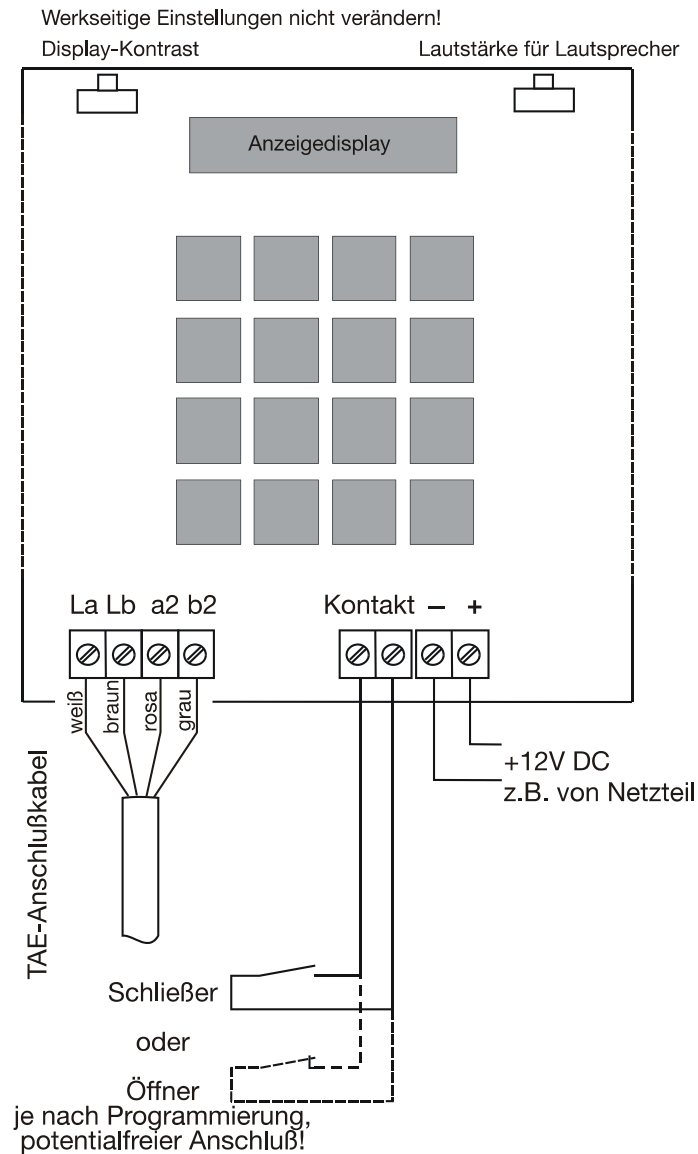 Werkseitige Einstellungen nicht verändern!
Display-Kontrast
Lautstärke für Lautsprecher
Anzeigedisplay
La Lb a2 b2
Kontakt – +
weiß
braun
rosa
grau
TAE-Anschlußkabel
+12V DC
z.B. von Netzteil
Schließer
oder
Öffner
je nach Programmierung,
potentialfreier Anschluß!